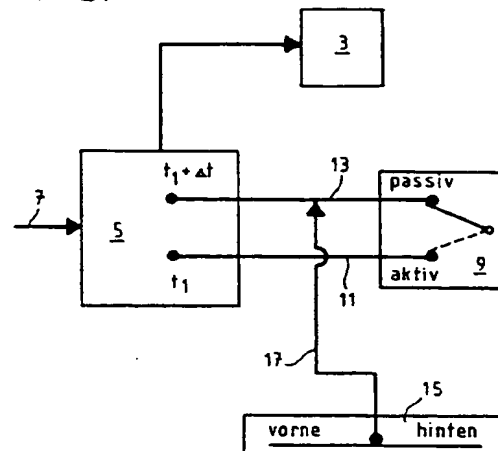 3
t₁ + Δt
13
passiv
7
5
9
t₁
aktiv
11
17
15
vorne hinten